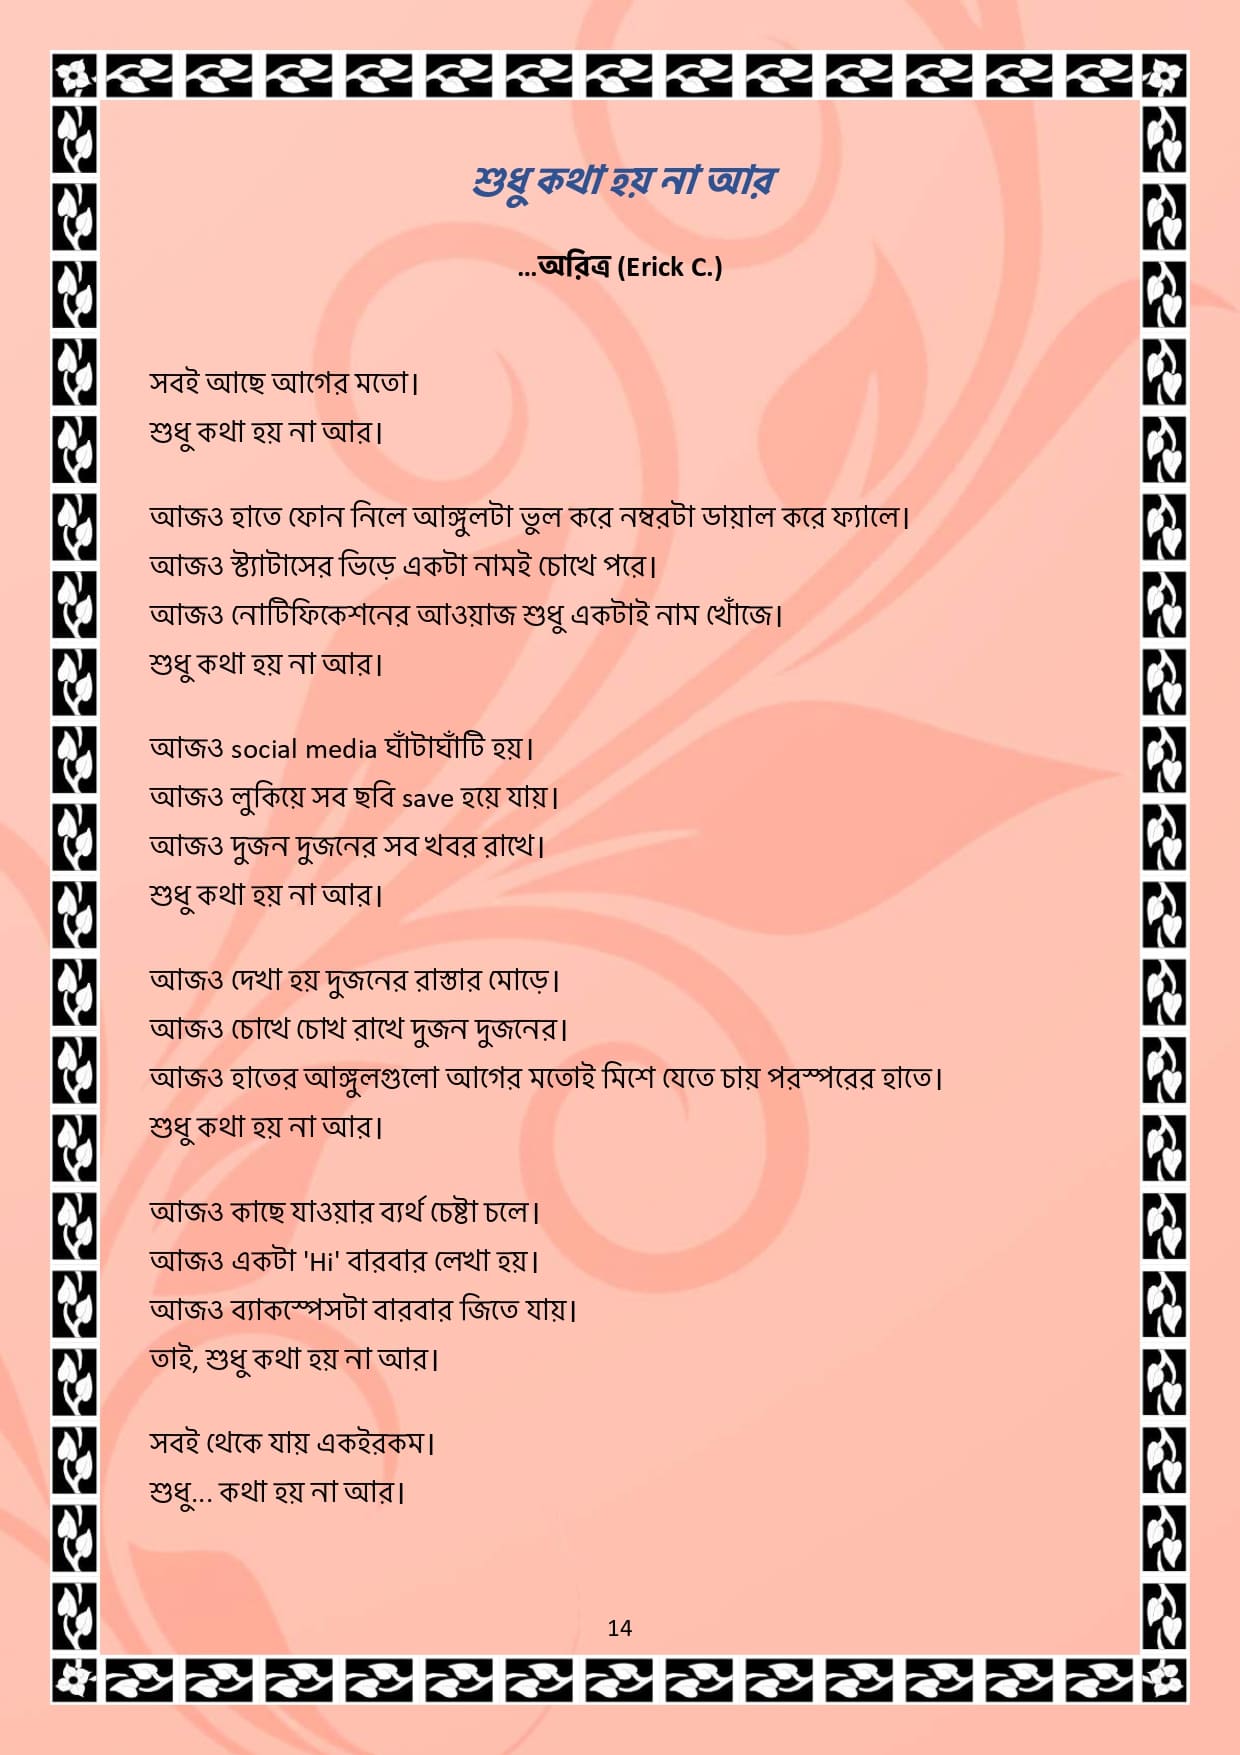 শুধু কথা হয় না আর
...অরিত্র (Erick C.)
সবই আছে আগের মতো।
শুধু কথা হয় না আর।
আজও হাতে ফোন নিলে আঙ্গুলটা ভুল করে নম্বরটা ডায়াল করে ফ্যালে।
আজও স্ট্যাটাসের ভিড়ে একটা নামই চোখে পরে।
আজও নোটিফিকেশনের আওয়াজ শুধু একটাই নাম খোঁজে।
শুধু কথা হয় না আর।
আজও social media ঘাঁটাঘাঁটি হয়।
আজও লুকিয়ে সব ছবি save হয়ে যায়।
আজও দুজন দুজনের সব খবর রাখে।
শুধু কথা হয় না আর।
আজও দেখা হয় দুজনের রাস্তার মোড়ে।
আজও চোখে চোখ রাখে দুজন দুজনের।
আজও হাতের আঙ্গুলগুলো আগের মতোই মিশে যেতে চায় পরস্পরের হাতে।
শুধু কথা হয় না আর।
আজও কাছে যাওয়ার ব্যর্থ চেষ্টা চলে।
আজও একটা 'Hi' বারবার লেখা হয়।
আজও ব্যাকস্পেসটা বারবার জিতে যায়।
তাই, শুধু কথা হয় না আর।
সবই থেকে যায় একইরকম।
শুধু... কথা হয় না আর।
14